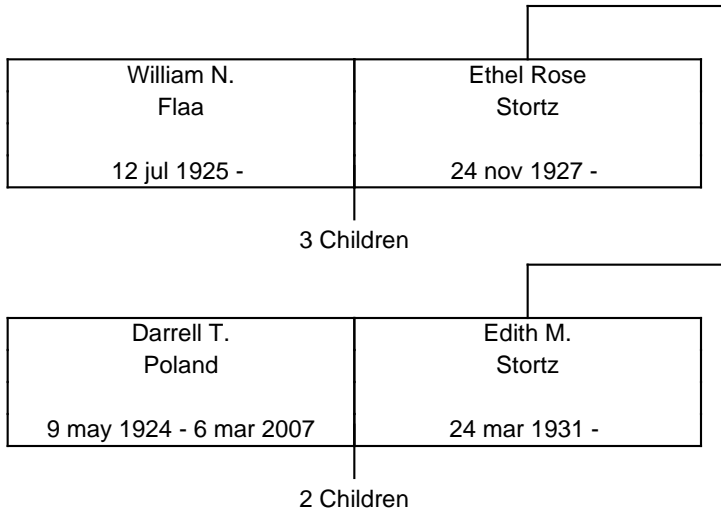 William N.
Flaa
12 jul 1925 -
Ethel Rose
Stortz
24 nov 1927 -
3 Children
Darrell T.
Poland
9 may 1924 - 6 mar 2007
Edith M.
Stortz
24 mar 1931 -
2 Children